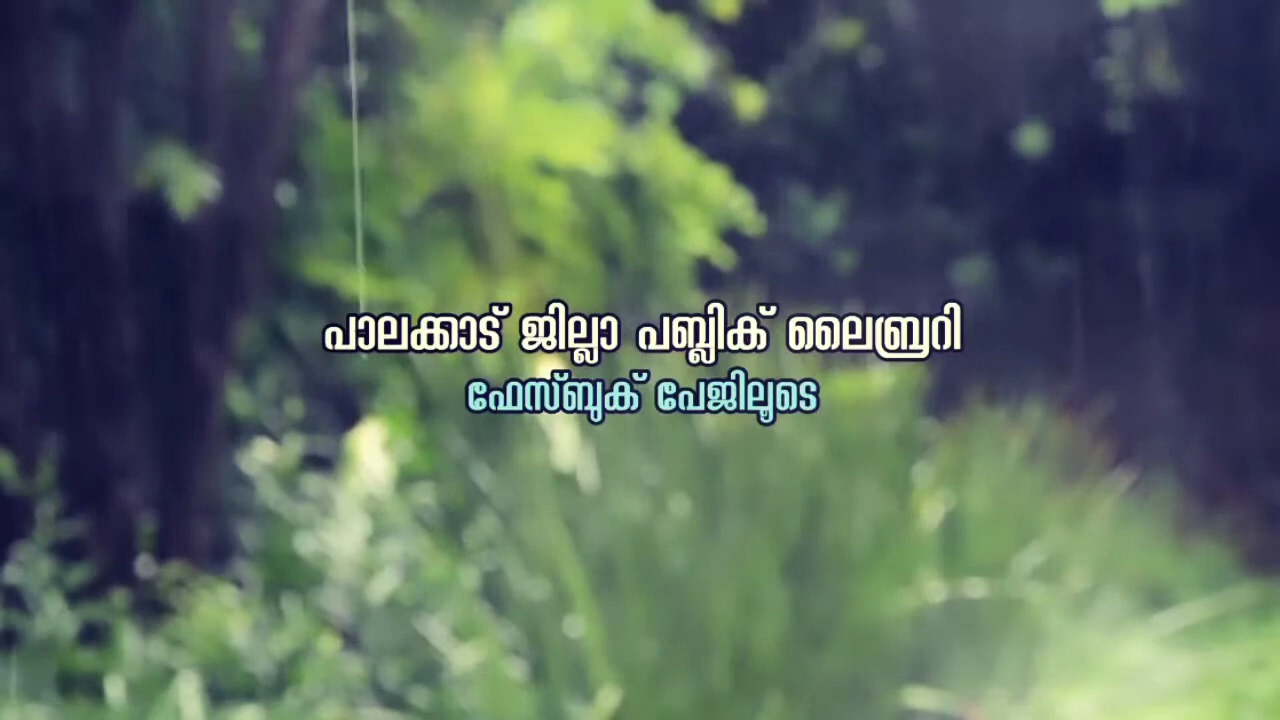 പാലക്കാട് ജില്ലാ പബ്ലിക് ലൈബ്രറി
ഫേസ്ബുക് പേജിലൂടെ